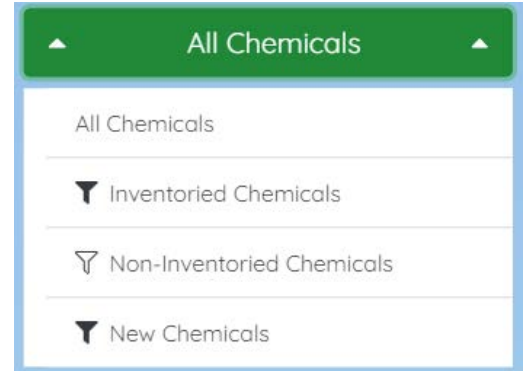 All Chemicals
All Chemicals
Inventoried Chemicals
Non-Inventoried Chemicals
New Chemicals